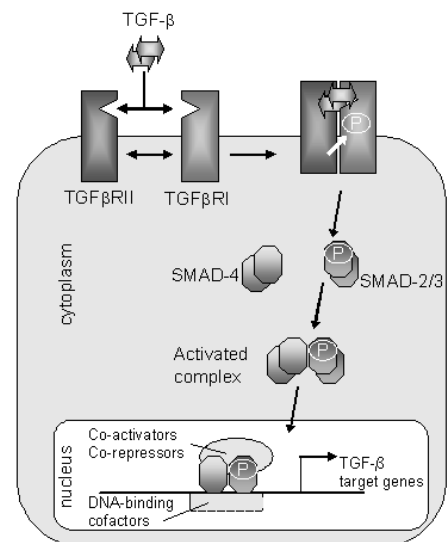 TGF-β
TGFβRII
TGFβRI
P
cytoplasm
SMAD-4
P
SMAD-2/3
Activated
complex
P
nucleus
Co-activators
Co-repressors
P
TGF-ß
target genes
DNA-binding
cofactors